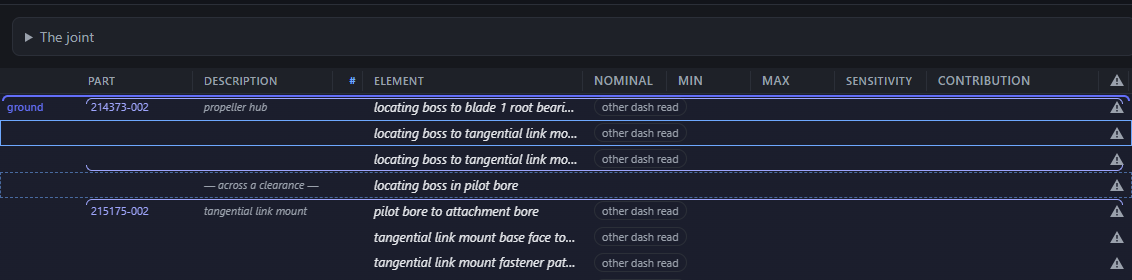 ▶ The joint
PART DESCRIPTION # ELEMENT NOMINAL MIN MAX SENSITIVITY CONTRIBUTION
ground 214373-002 propeller hub locating boss to blade 1 root beari... other dash read
locating boss to tangential link mo... other dash read
locating boss to tangential link mo... other dash read
— across a clearance — locating boss in pilot bore
215175-002 tangential link mount pilot bore to attachment bore other dash read
tangential link mount base face to... other dash read
tangential link mount fastener pat... other dash read